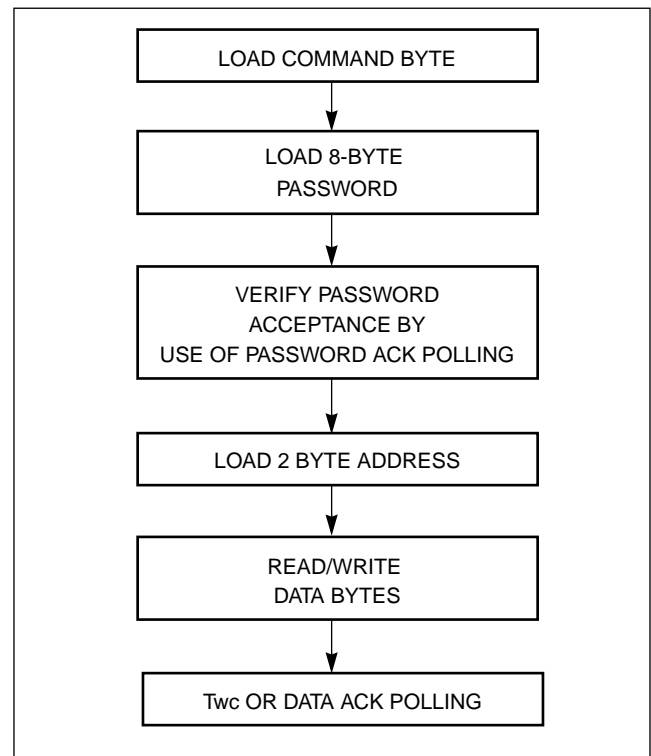 LOAD COMMAND BYTE
LOAD 8-BYTE
PASSWORD
VERIFY PASSWORD
ACCEPTANCE BY
USE OF PASSWORD ACK POLLING
LOAD 2 BYTE ADDRESS
READ/WRITE
DATA BYTES
Twc OR DATA ACK POLLING